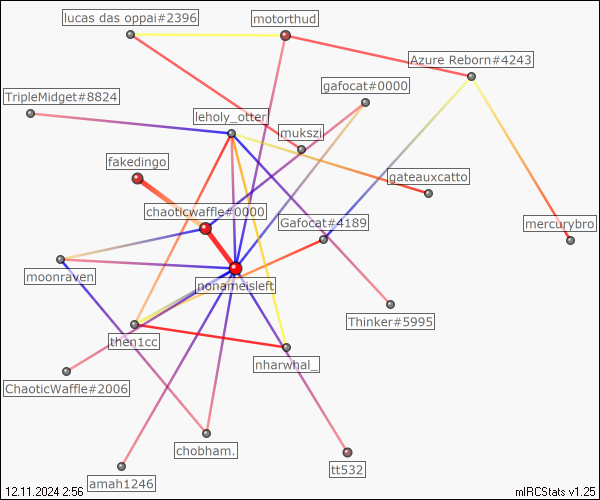 lucas das oppai#2396
motorthud
Azure Reborn#4243
gafocat#0000
TripleMidget#8824
leholy_otter
mukszi
fakedingo
gateauxcatto
chaoticwaffle#0000
Gafocat#4189
mercurybro
moonraven
nonameisleft
Thinker#5995
then1cc
nharwhal_
ChaoticWaffle#2006
chobham.
tt532
amah1246
12.11.2024 2:56
mIRCStats v1.25